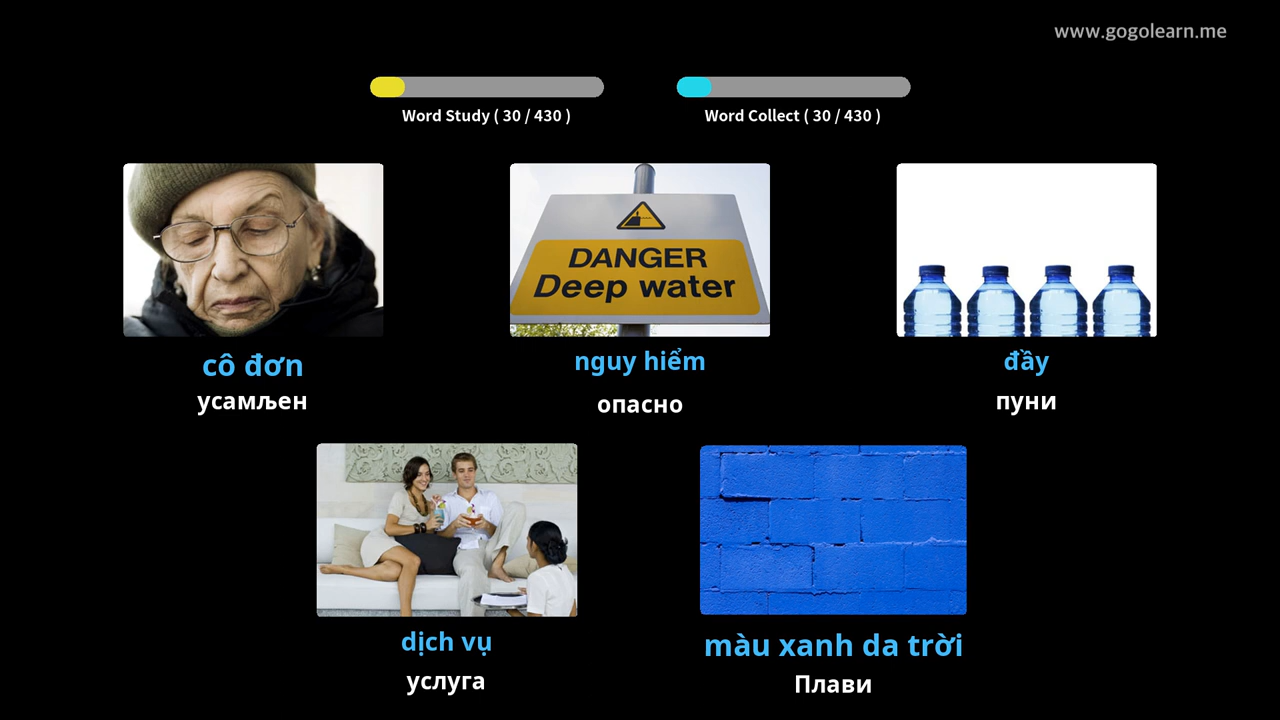 www.gogolearn.me
Word Study ( 30 / 430 )
Word Collect ( 30 / 430 )
DANGER
Deep water
cô đơn
усамљен
nguy hiểm
опасно
đầy
пуни
dịch vụ
услуга
màu xanh da trời
Плави